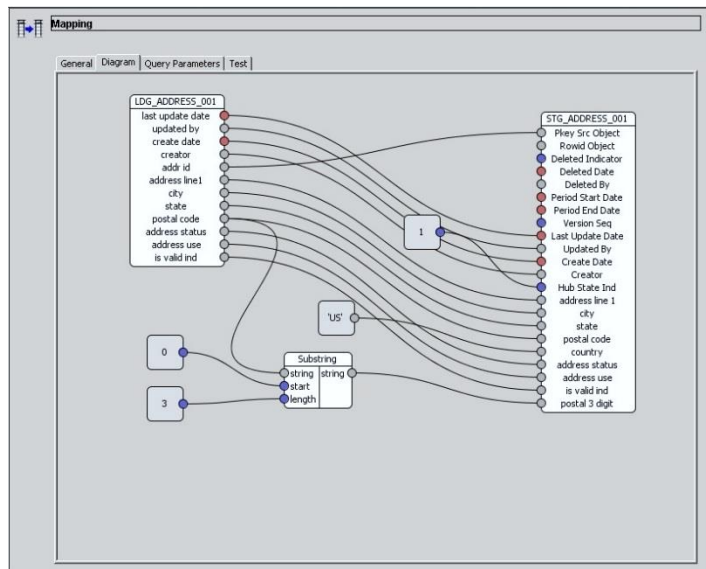 Mapping
General Diagram Query Parameters Test
LDG_ADDRESS_001
last update date
updated by
create date
creator
addr id
address line1
city
state
postal code
address status
address use
is valid ind
STG_ADDRESS_001
Pkey Src Object
Rowid Object
Deleted Indicator
Deleted Date
Deleted By
Period Start Date
Period End Date
Version Seq
Last Update Date
Updated By
Create Date
Creator
Hub State Ind
address line 1
city
state
postal code
country
address status
address use
is valid ind
postal 3 digit
1
'US'
0
3
Substring
string string
start
length